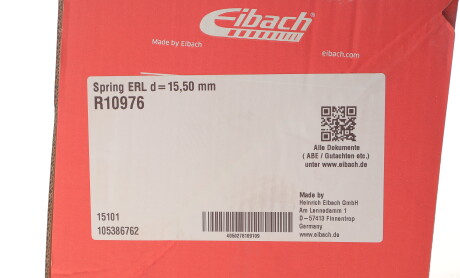 Eibach
Made by Eibach
eibach.com
Spring ERL d=15,50 mm
R10976
Alle Dokumente
( ABE / Gutachten etc.)
unter www.eibach.de
Made by
Heinrich Eibach GmbH
Am Lennedamm 1
D-57413 Finnentrop
Germany
www.eibach.de
15101
105386762